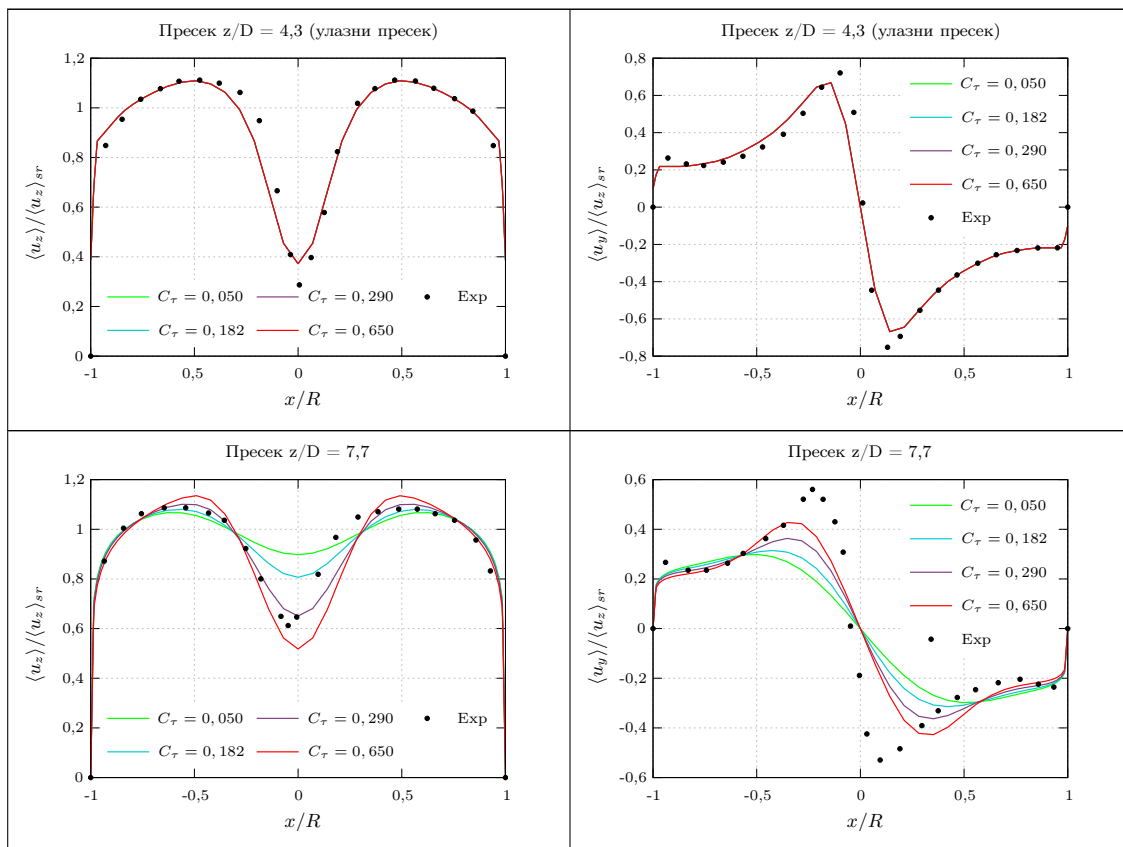 Пресек z/D = 4,3 (улазни пресек)
1,2
1
0,8
0,6
0,4
0,2
0
⟨u_z⟩/⟨u_z⟩_sr
C_τ = 0,050
C_τ = 0,290
Exp
C_τ = 0,182
C_τ = 0,650
-1
-0,5
0
0,5
1
x/R
Пресек z/D = 4,3 (улазни пресек)
0,8
0,6
0,4
0,2
0
-0,2
-0,4
-0,6
-0,8
⟨u_y⟩/⟨u_z⟩_sr
C_τ = 0,050
C_τ = 0,182
C_τ = 0,290
C_τ = 0,650
Exp
-1
-0,5
0
0,5
1
x/R
Пресек z/D = 7,7
1,2
1
0,8
0,6
0,4
0,2
0
⟨u_z⟩/⟨u_z⟩_sr
C_τ = 0,050
C_τ = 0,290
Exp
C_τ = 0,182
C_τ = 0,650
-1
-0,5
0
0,5
1
x/R
Пресек z/D = 7,7
0,6
0,4
0,2
0
-0,2
-0,4
-0,6
⟨u_y⟩/⟨u_z⟩_sr
C_τ = 0,050
C_τ = 0,182
C_τ = 0,290
C_τ = 0,650
Exp
-1
-0,5
0
0,5
1
x/R